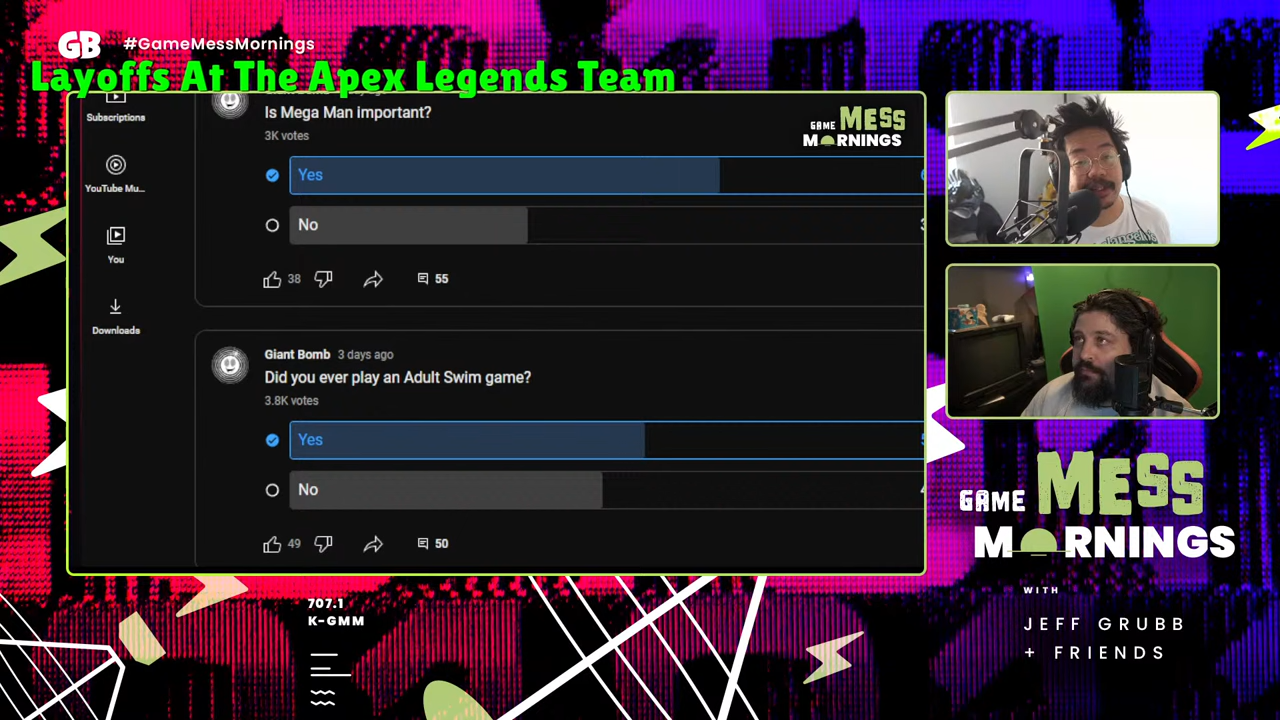 GB #GameMessMornings
Layoffs At The Apex Legends Team
Subscriptions
Is Mega Man important?
3K votes
GAME MESS
MORNINGS
Yes
YouTube Mu...
No
You
38
55
Downloads
Giant Bomb 3 days ago
Did you ever play an Adult Swim game?
3.8K votes
Yes
No
49
50
GAME MESS
MORNINGS
WITH
JEFF GRUBB
+ FRIENDS
707.1
K-GMM